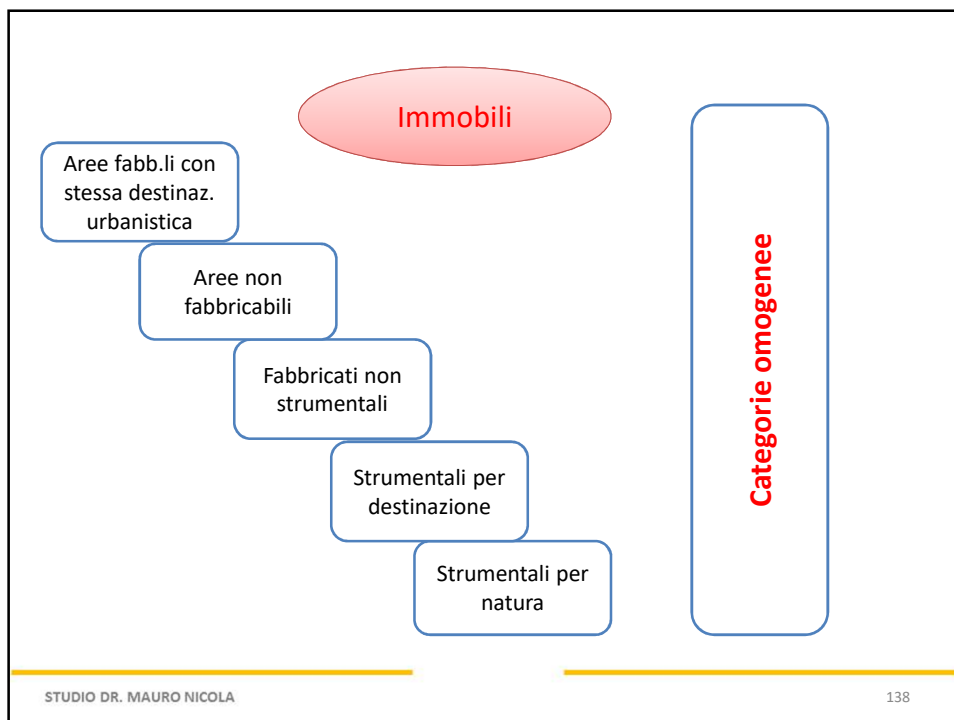 Immobili
Aree fabb.li con
stessa destinaz.
urbanistica
Aree non
fabbricabili
Fabbricati non
strumentali
Strumentali per
destinazione
Strumentali per
natura
Categorie omogenee
STUDIO DR. MAURO NICOLA
138